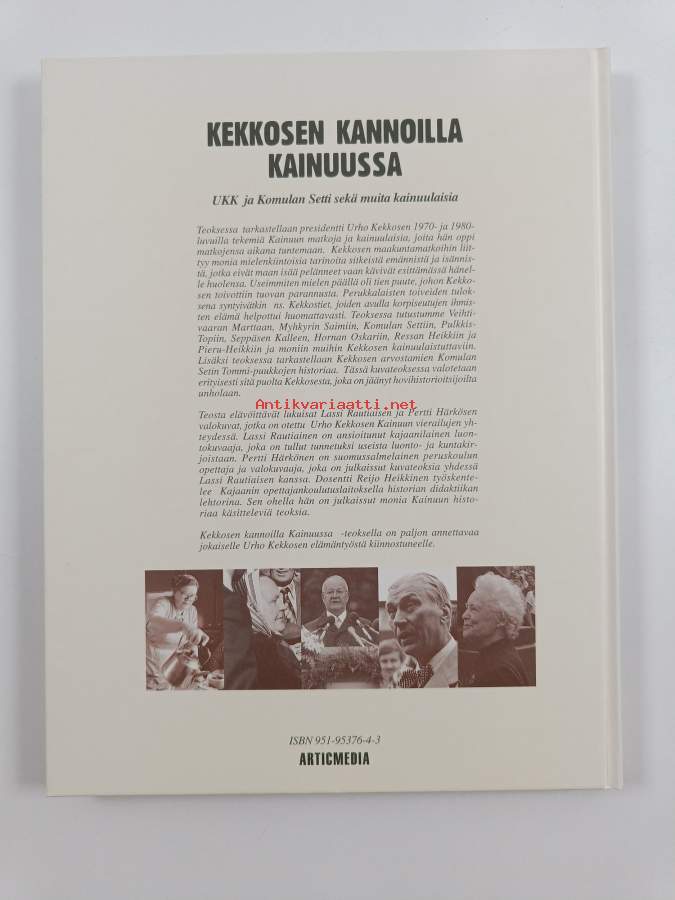 KEKKOSEN KANNOILLA
KAINUUSSA
UKK ja Komulan Setti sekä muita kainuulaisia
Teoksessa tarkastellaan presidentti Urho Kekkosen 1970- ja 1980-
luvuilla tekemiä Kainuun matkoja ja kainuulaisia, joita hän oppi
matkojensa aikana tuntemaan. Kekkosen maakuntamatkoihin liit-
tyy monia mielenkiintoisia tarinoita sitkeistä emännistä ja isännis-
tä, jotka eivät maan isää pelänneet vaan kävivät esittämässä hänel-
le huolensa. Useimmiten mielen päällä oli tien puute, johon Kekko-
sen toivottiin tuovan parannusta. Perukkalaisten toiveiden tulok-
sena syntyivätkin ns. Kekkostiet, joiden avulla korpiseutujen ihmis-
ten elämä helpottui huomattavasti. Teoksessa tutustumme Veihti-
vaaran Marttaan, Myhkyrin Saimiin, Komulan Settiin, Pulkkis-
Topiin, Seppäsen Kalleen, Hornan Oskariin, Ressan Heikkiin ja
Pieru-Heikkiin ja moniin muihin Kekkosen kainuulaistuttaviin.
Lisäksi teoksessa tarkastellaan Kekkosen arvostamien Komulan
Setin Tommi-puukkojen historiaa. Tässä kuvateoksessa valotetaan
erityisesti sitä puolta Kekkosesta, joka on jäänyt hovihistorioitsijoilta
unholaan.
Antikvariaatti.net
Teosta elävöittävät lukuisat Lassi Rautiaisen ja Pertti Härkösen
valokuvat, jotka on otettu Urho Kekkosen Kainuun vierailujen yh-
teydessä. Lassi Rautiainen on ansioitunut kajaanilainen luon-
tokuvaaja, joka on tullut tunnetuksi useista luonto- ja kuntakir-
joistaan. Pertti Härkönen on suomussalmelainen peruskoulun
opettaja ja valokuvaaja, joka on julkaissut kuvateoksia yhdessä
Lassi Rautiaisen kanssa. Dosentti Reijo Heikkinen työskente-
lee Kajaanin opettajankoulutuslaitoksella historian didaktiikan
lehtorina. Sen ohella hän on julkaissut monia Kainuun histo-
riaa käsitteleviä teoksia.
Kekkosen kannoilla Kainuussa -teoksella on paljon annettavaa
jokaiselle Urho Kekkosen elämäntyöstä kiinnostuneelle.
ISBN 951-95376-4-3
ARTICMEDIA